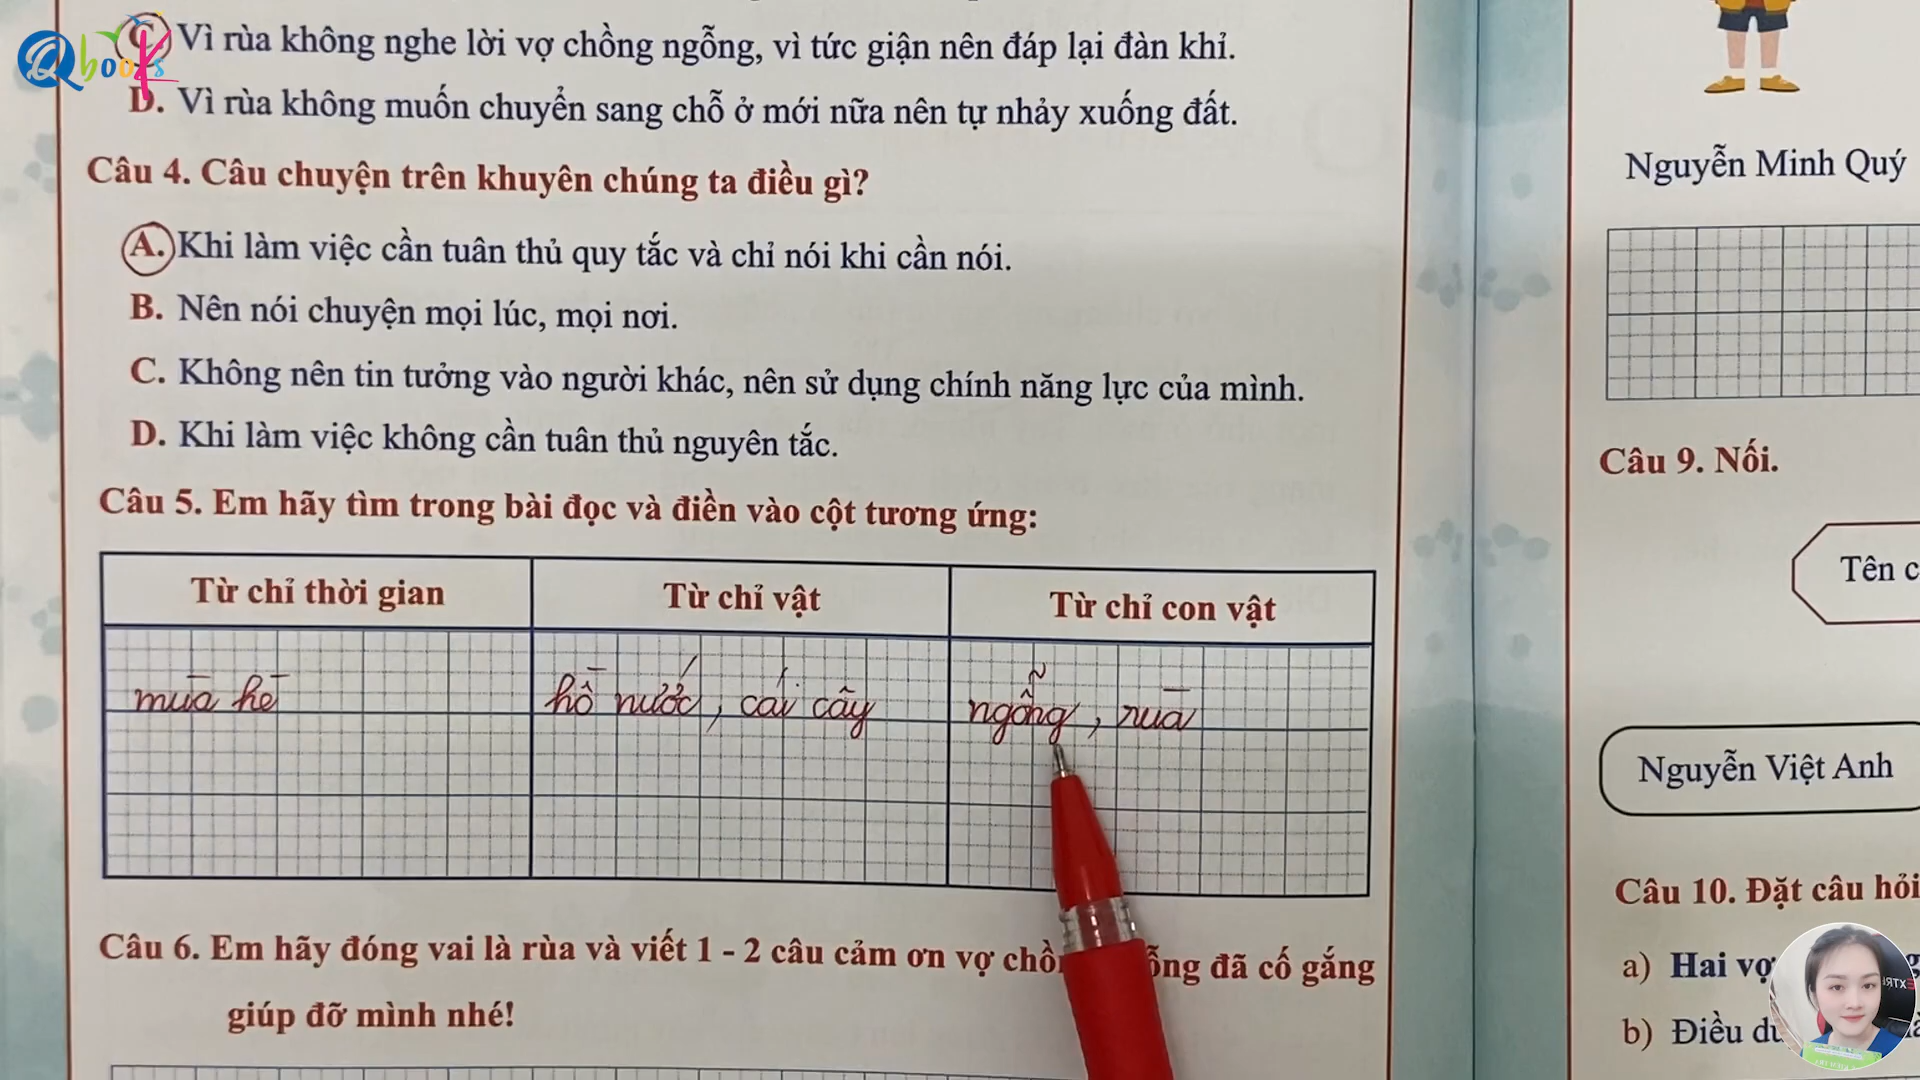 Qbooks
C. Vì rùa không nghe lời vợ chồng ngỗng, vì tức giận nên đáp lại đàn khỉ.
D. Vì rùa không muốn chuyển sang chỗ ở mới nữa nên tự nhảy xuống đất.
Câu 4. Câu chuyện trên khuyên chúng ta điều gì?
A. Khi làm việc cần tuân thủ quy tắc và chỉ nói khi cần nói.
B. Nên nói chuyện mọi lúc, mọi nơi.
C. Không nên tin tưởng vào người khác, nên sử dụng chính năng lực của mình.
D. Khi làm việc không cần tuân thủ nguyên tắc.
Câu 5. Em hãy tìm trong bài đọc và điền vào cột tương ứng:
Từ chỉ thời gian Từ chỉ vật Từ chỉ con vật
mùa hè hồ nước, cái cây ngỗng, rùa
Câu 6. Em hãy đóng vai là rùa và viết 1 - 2 câu cảm ơn vợ đã cố gắng
giúp đỡ mình nhé!
Nguyễn Minh Quý
Câu 9. Nối.
Tên
Nguyễn Việt Anh
Câu 10. Đặt câu hỏi
a) Hai
b) Điều